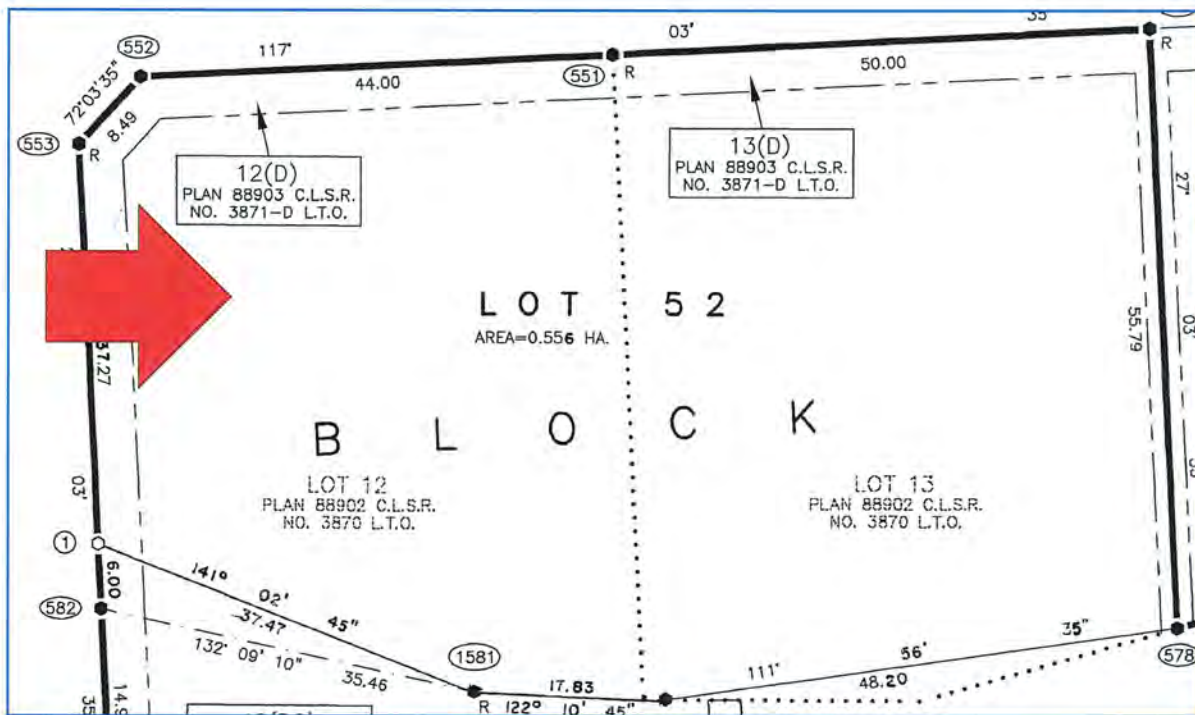 552
117'
03'
35"
551
R
R
44.00
50.00
72°03'35"
8.49
553
R
12(D)
PLAN 88903 C.L.S.R.
NO. 3871-D L.T.O.
13(D)
PLAN 88903 C.L.S.R.
NO. 3871-D L.T.O.
27'
LOT 52
AREA=0.556 HA.
55.79
03'
37.27
BLOCK
LOT 12
PLAN 88902 C.L.S.R.
NO. 3870 L.T.O.
LOT 13
PLAN 88902 C.L.S.R.
NO. 3870 L.T.O.
03'
1
6.00
582
141° 02' 45"
37.47
132° 09' 10"
35.46
1581
R
17.83
122° 10' 45"
111° 56' 35"
48.20
578
35